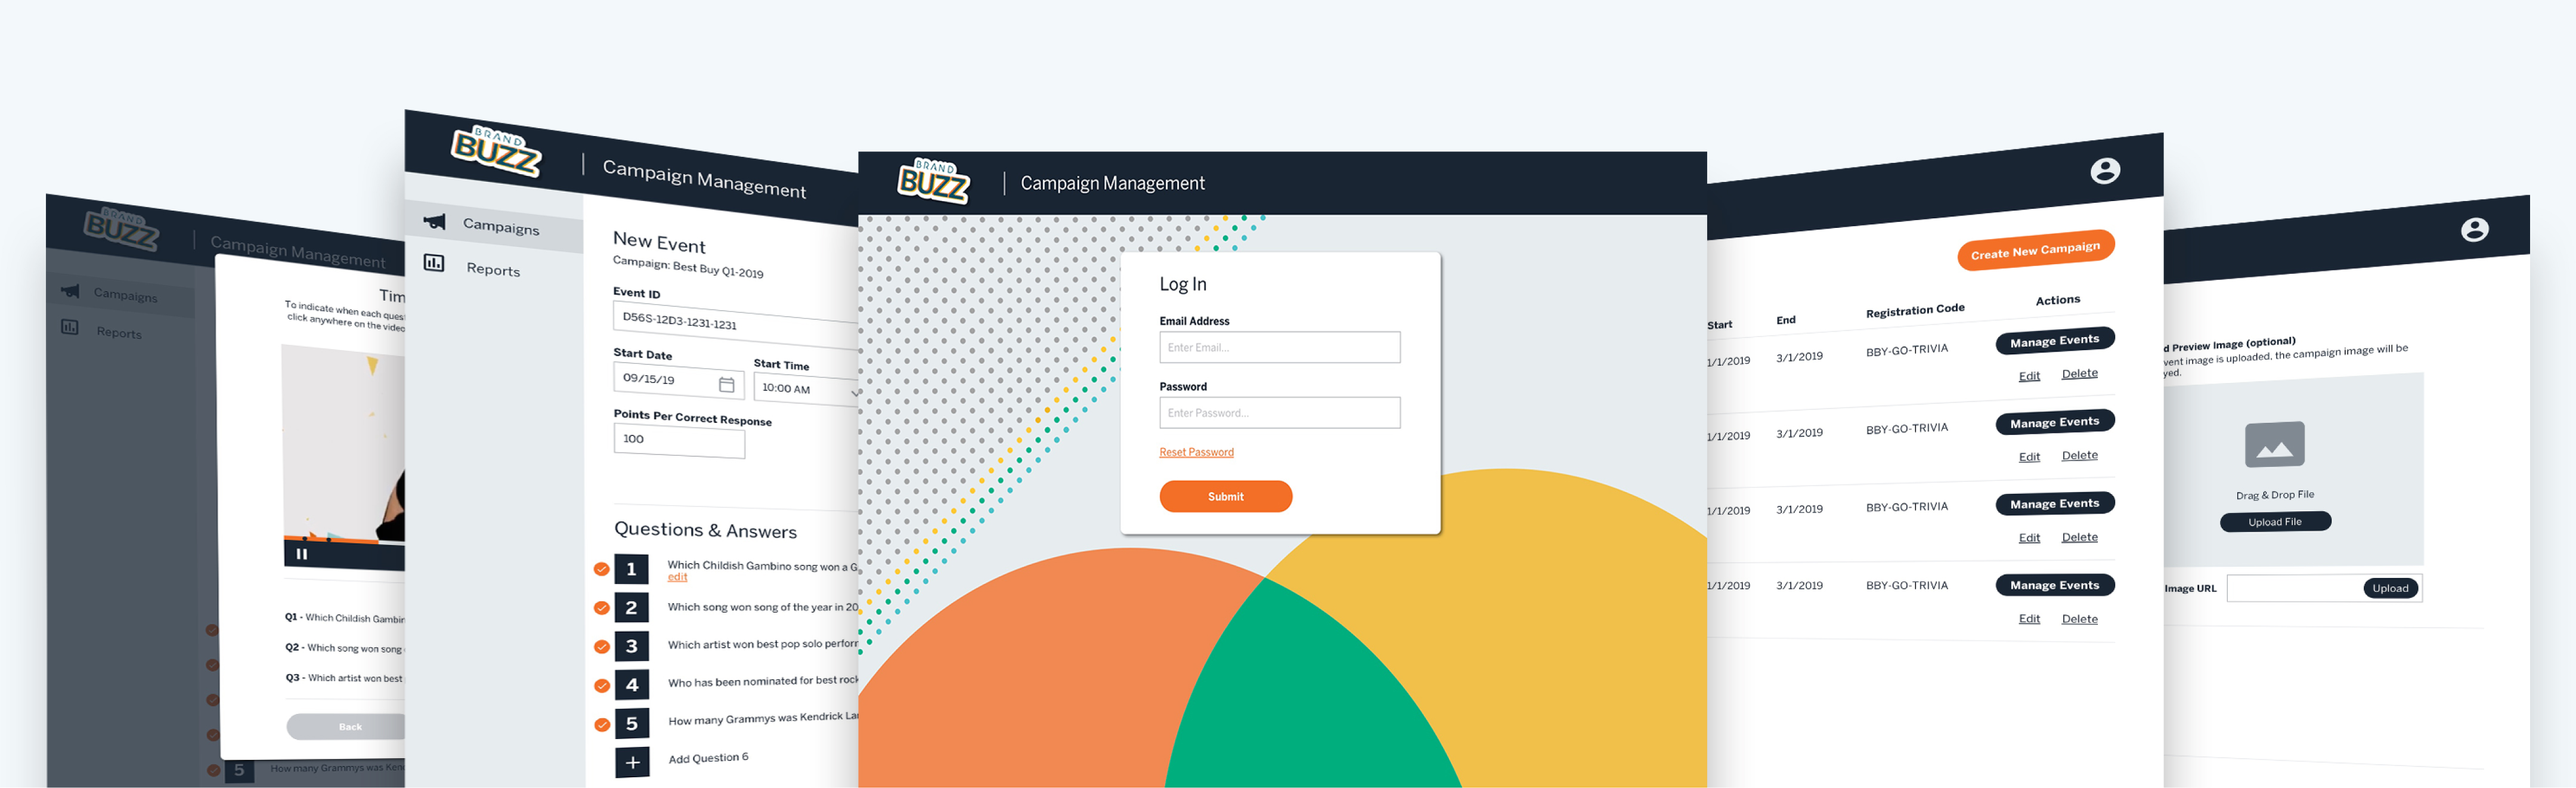 BRAND
BUZZ
Campaign Management
Campaigns
Reports
To indicate when each
click anywhere on the video
Q1 - Which Childish
Q2 - Which song won song
Q3 - Which artist won best
Back
5
How many Grammys was
BRAND
BUZZ
Campaign Management
Campaigns
Reports
New Event
Campaign: Best Buy Q1-2019
Event ID
D56S-12D3-1231-1231
Start Date
Start Time
09/15/19
10:00 AM
Points Per Correct Response
100
Questions & Answers
1
Which Childish Gambino song won a
edit
2
Which song won song of the year in
3
Which artist won best pop solo
4
Who has been nominated for best
5
How many Grammys was Kendrick
+
Add Question 6
BRAND
BUZZ
Campaign Management
Log In
Email Address
Enter Email...
Password
Enter Password...
Reset Password
Submit
Create New Campaign
Start
End
Registration Code
Actions
1/1/2019
3/1/2019
BBY-GO-TRIVIA
Manage Events
Edit
Delete
1/1/2019
3/1/2019
BBY-GO-TRIVIA
Manage Events
Edit
Delete
1/1/2019
3/1/2019
BBY-GO-TRIVIA
Manage Events
Edit
Delete
1/1/2019
3/1/2019
BBY-GO-TRIVIA
Manage Events
Edit
Delete
Preview Image (optional)
image is uploaded, the campaign image will be
Drag & Drop File
Upload File
Image URL
Upload